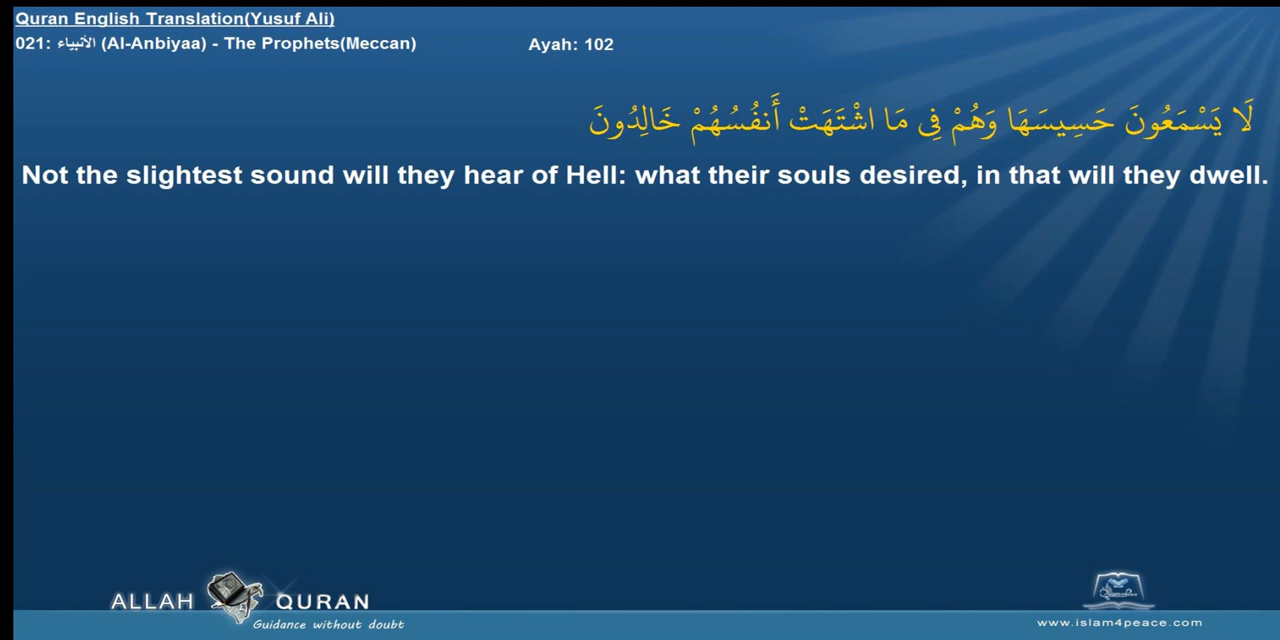 Quran English Translation(Yusuf Ali)
021: الأنبياء (Al-Anbiyaa) - The Prophets(Meccan) Ayah: 102
لَا يَسْمَعُونَ حَسِيسَهَا وَهُمْ فِي مَا اشْتَهَتْ أَنفُسُهُمْ خَالِدُونَ
Not the slightest sound will they hear of Hell: what their souls desired, in that will they dwell.
ALLAH QURAN
Guidance without doubt
www.islam4peace.com